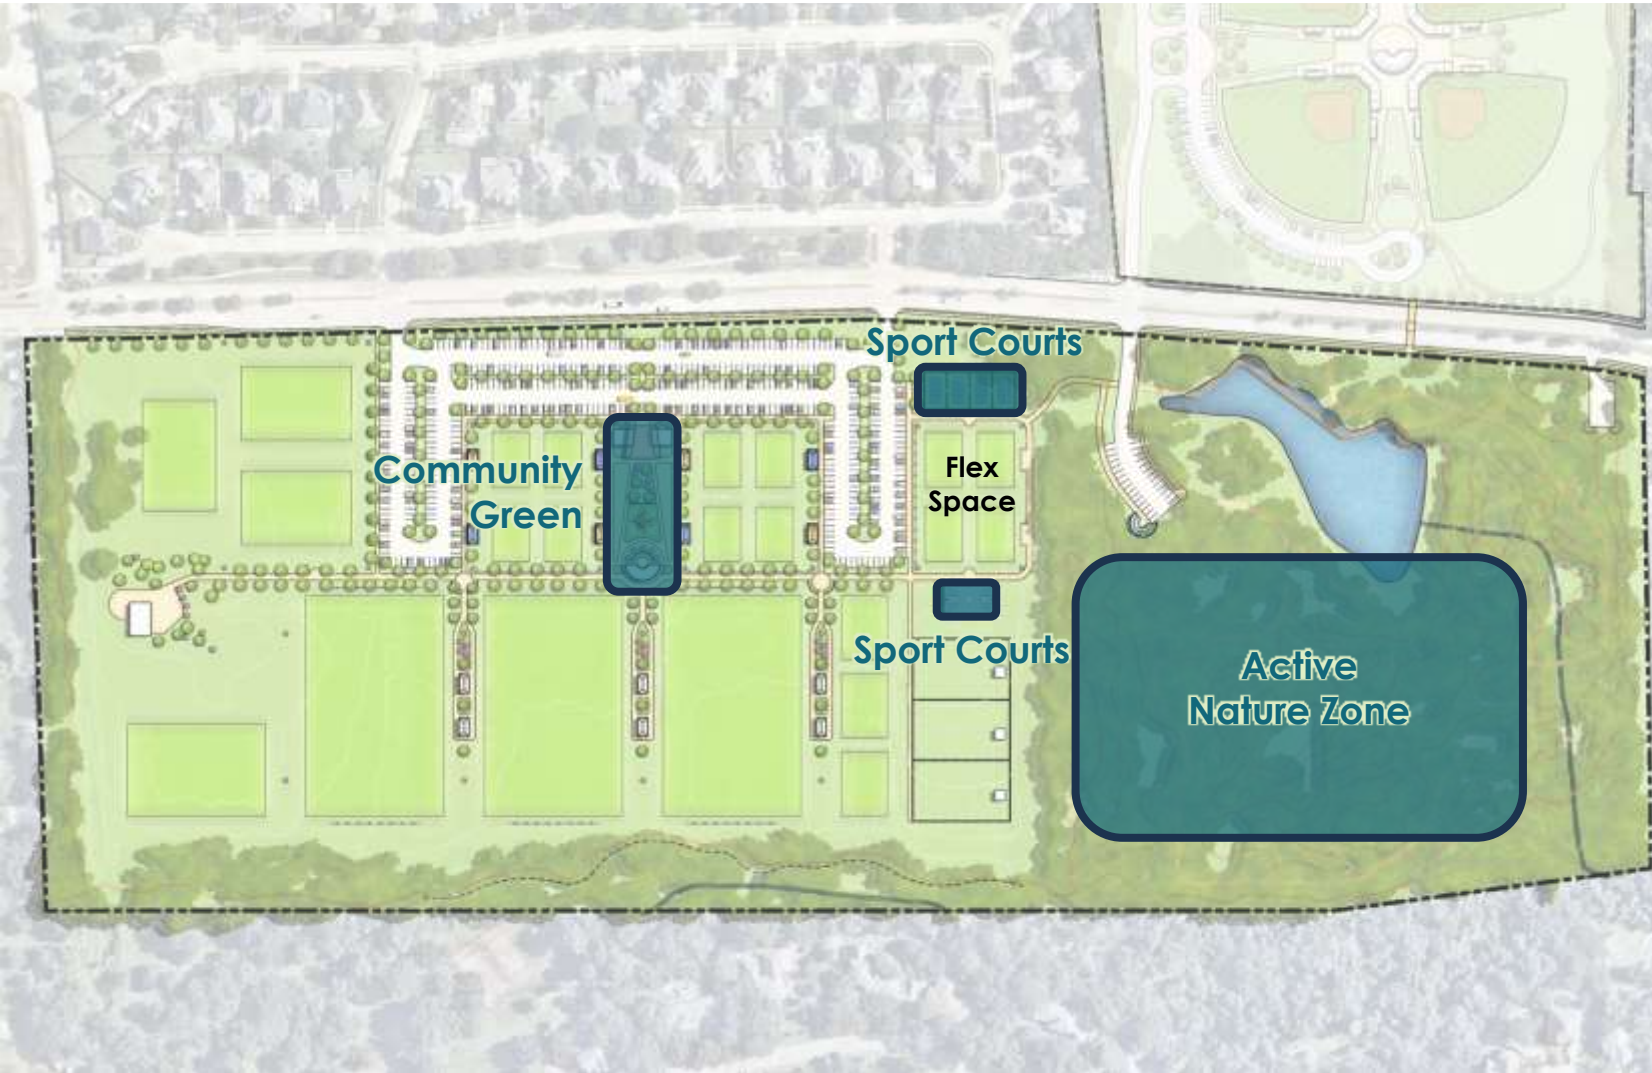 Sport Courts
Community
Green
Flex
Space
Sport Courts
Active
Nature Zone